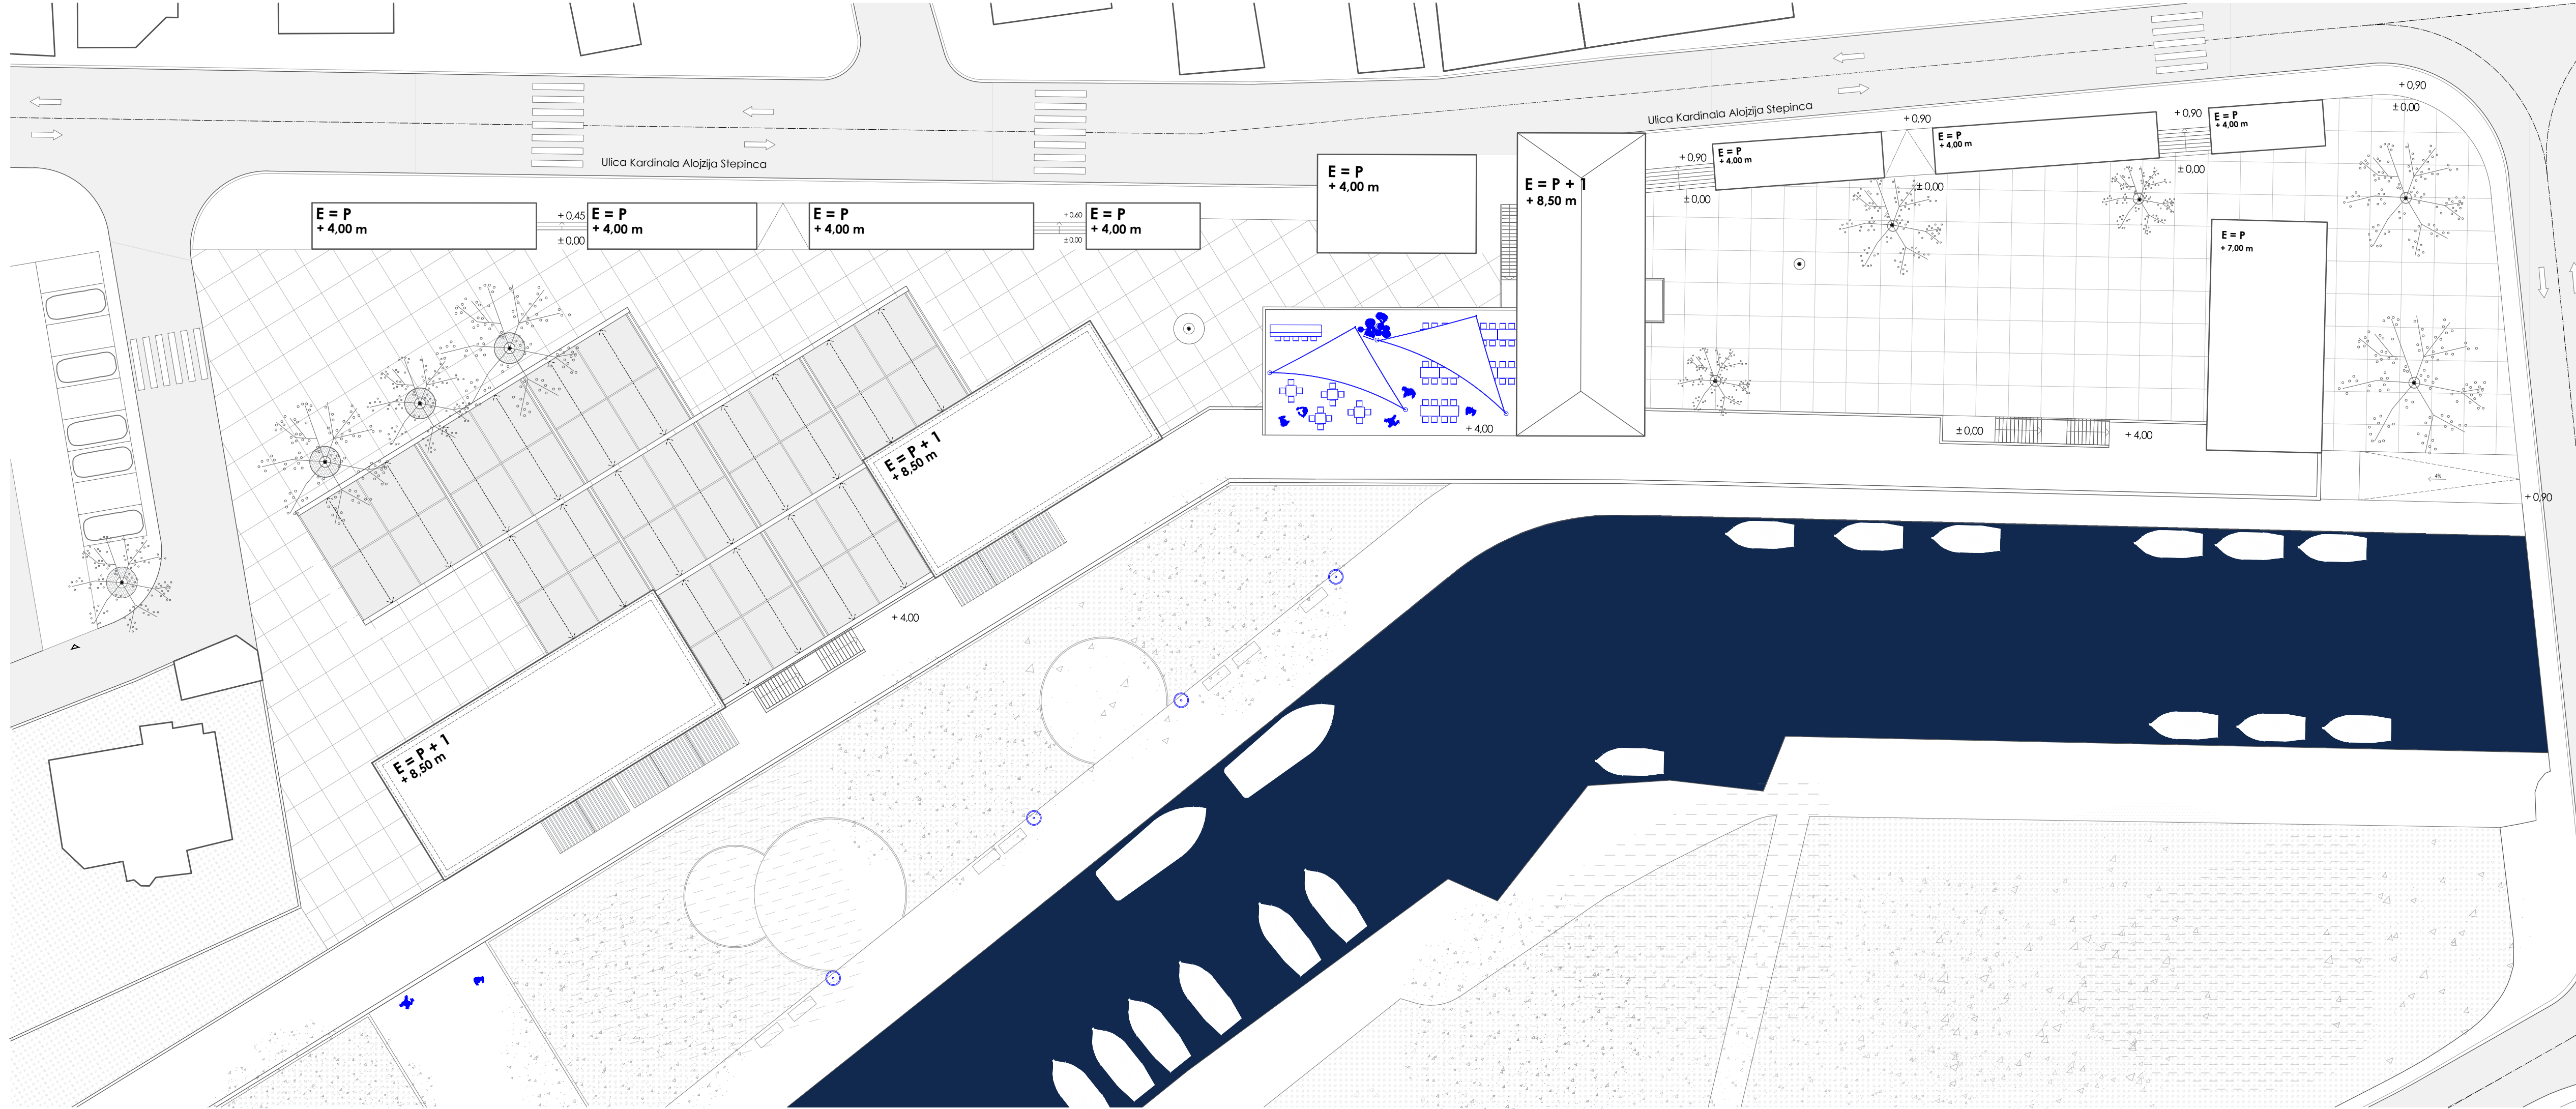 + 0,90
± 0,00
Ulica Kardinala Alojzija Stepinca
+ 0,90
+ 0,90
E = P
+ 4,00 m
E = P
+ 4,00 m
E = P
+ 4,00 m
+ 0,90
± 0,00
± 0,00
± 0,00
Ulica Kardinala Alojzija Stepinca
E = P
+ 4,00 m
E = P + 1
+ 8,50 m
E = P
+ 4,00 m
+ 0,45
± 0,00
E = P
+ 4,00 m
E = P
+ 4,00 m
+ 0,60
± 0,00
E = P
+ 4,00 m
E = P
+ 7,00 m
+ 4,00
± 0,00
+ 4,00
E = P + 1
+ 8,50 m
4%
+ 0,90
+ 4,00
E = P + 1
+ 8,50 m